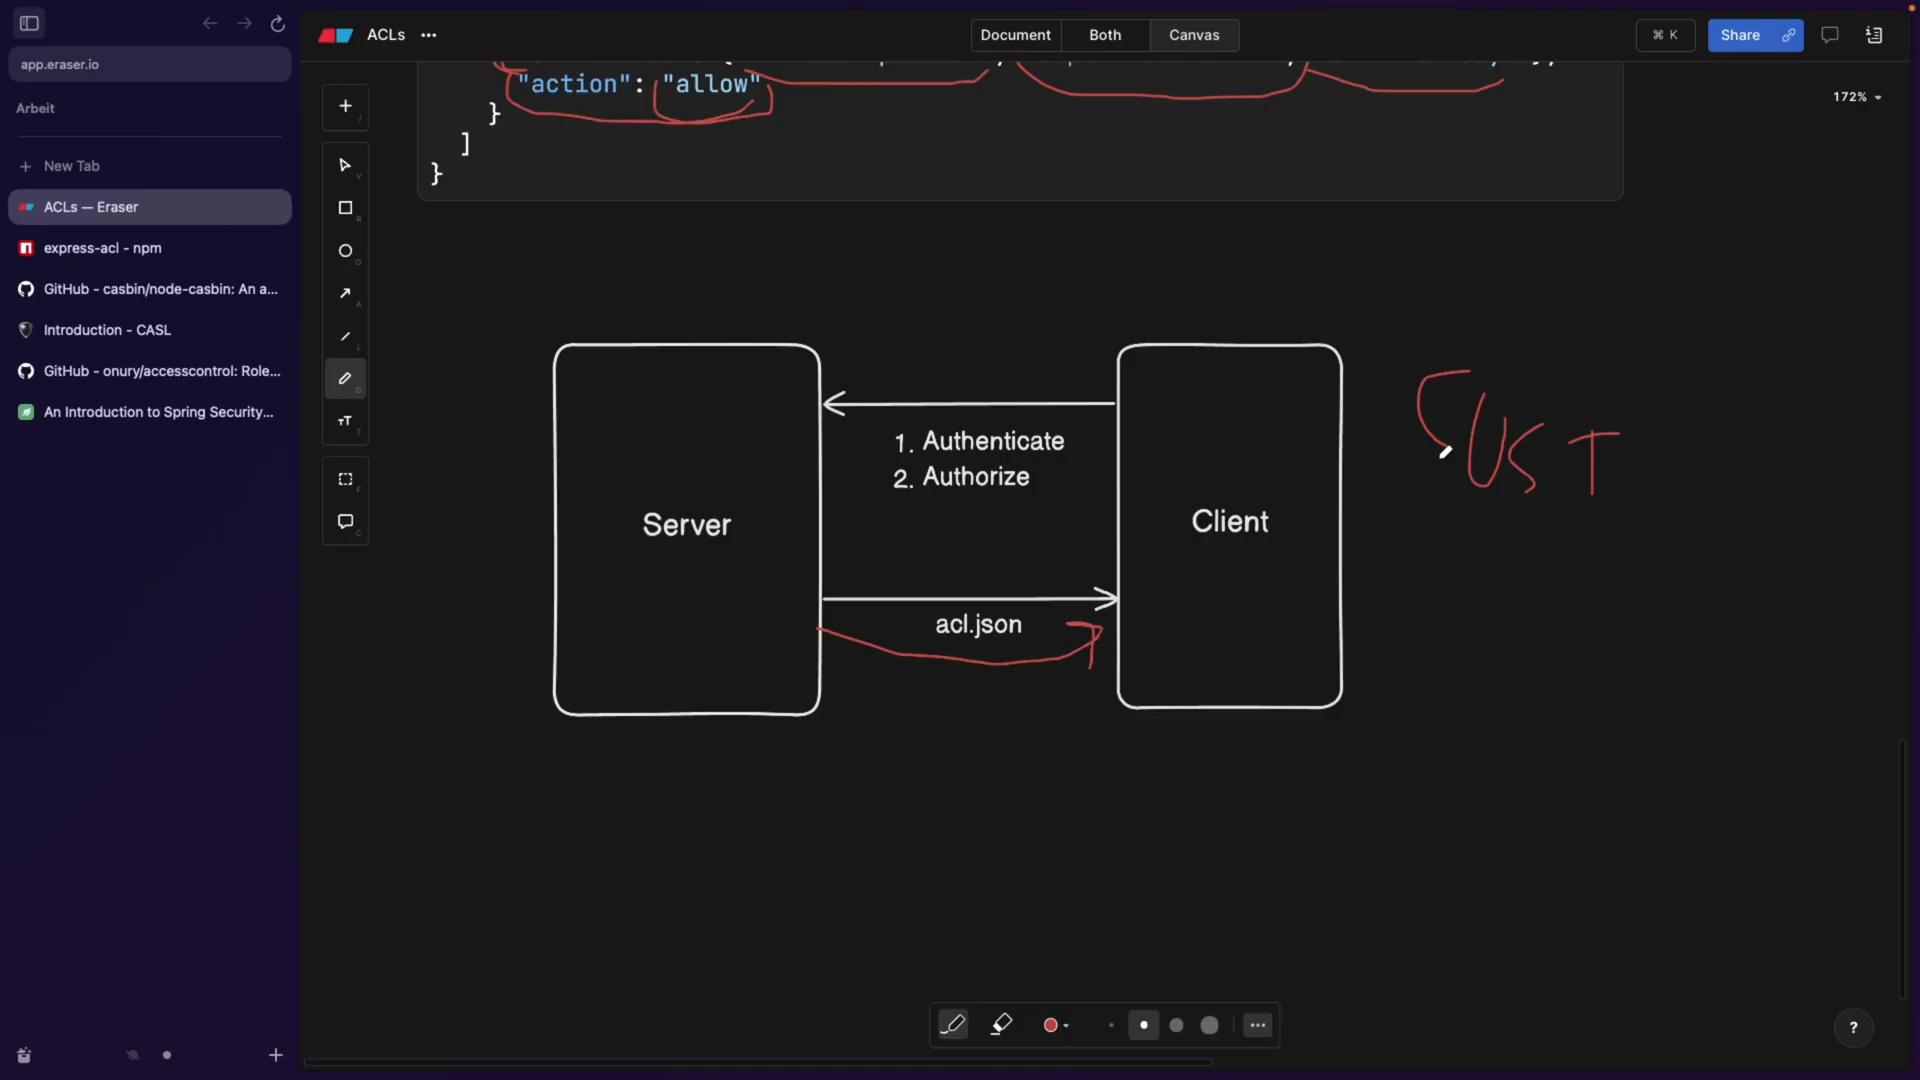 ACLs
Document
Both
Canvas
⌘ K
Share
app.eraser.io
Arbeit
172%
"action": "allow"
}
]
}
New Tab
ACLs — Eraser
express-acl - npm
GitHub - casbin/node-casbin: An a...
Introduction - CASL
GitHub - onury/accesscontrol: Role...
An Introduction to Spring Security...
V
R
O
A
L
D
T
F
C
Server
1. Authenticate
2. Authorize
acl.json
Client
UST
?